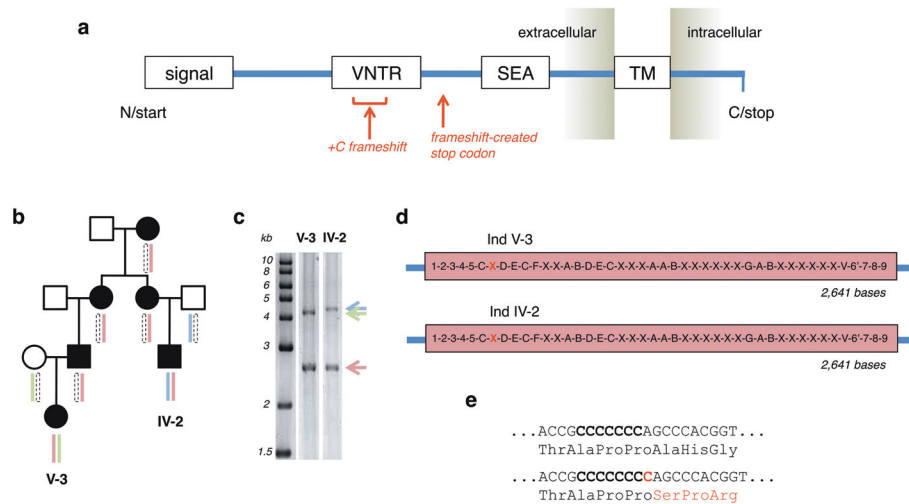 a
extracellular
intracellular
signal
VNTR
SEA
TM
N/start
C/stop
+C frameshift
frameshift-created
stop codon
b
IV-2
V-3
c
V-3 IV-2
kb
10
8
6
5
4
3
2
1.5
d
Ind V-3
1-2-3-4-5-C-X-D-E-C-F-X-X-A-B-D-E-C-X-X-X-A-A-B-X-X-X-X-X-X-G-A-B-X-X-X-X-X-X-V-6'-7-8-9
2,641 bases
Ind IV-2
1-2-3-4-5-C-X-D-E-C-F-X-X-A-B-D-E-C-X-X-X-A-A-B-X-X-X-X-X-X-G-A-B-X-X-X-X-X-X-V-6'-7-8-9
2,641 bases
e
...ACCGCCCCCCCAGCCCACGGT...
ThrAlaProProAlaHisGly
...ACCGCCCCCCCCAGCCCACGGT...
ThrAlaProProSerProArg